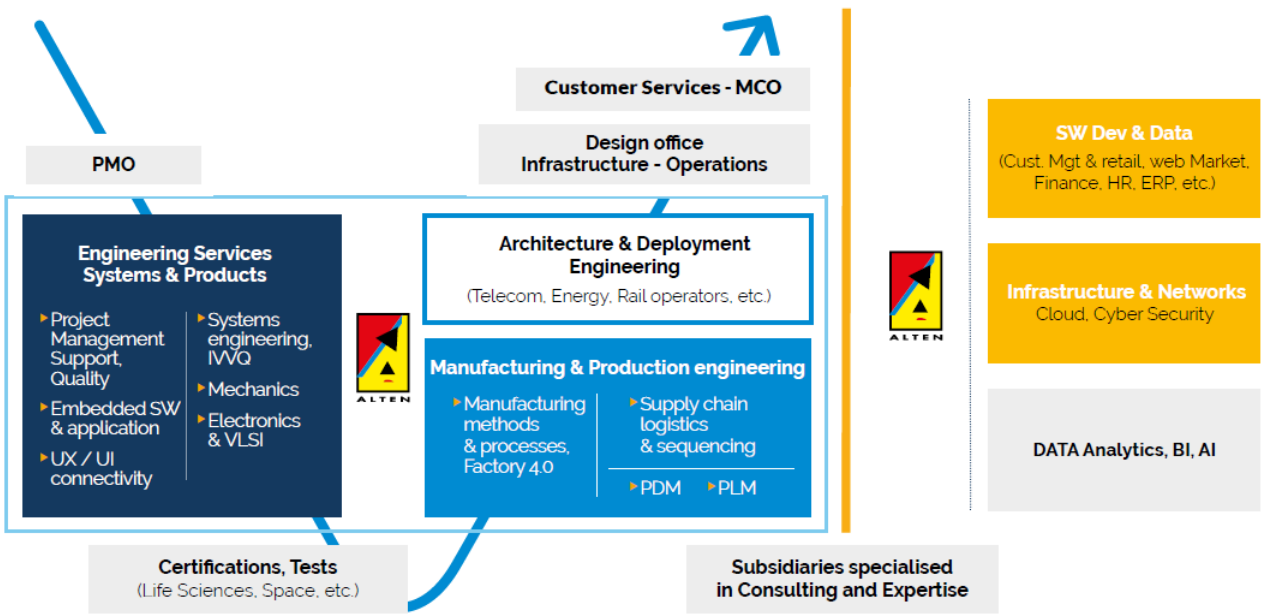 Customer Services - MCO
Design office
Infrastructure - Operations
PMO
Engineering Services
Systems & Products
Project
Management
Support,
Quality
Embedded SW
& application
UX / UI
connectivity
Systems
engineering,
IVVQ
Mechanics
Electronics
& VLSI
ALTEN
Architecture & Deployment
Engineering
(Telecom, Energy, Rail operators, etc.)
Manufacturing & Production engineering
Manufacturing
methods
& processes,
Factory 4.0
Supply chain
logistics
& sequencing
PDM
PLM
Certifications, Tests
(Life Sciences, Space, etc.)
Subsidiaries specialised
in Consulting and Expertise
ALTEN
SW Dev & Data
(Cust. Mgt & retail, web Market,
Finance, HR, ERP, etc.)
Infrastructure & Networks
Cloud, Cyber Security
DATA Analytics, BI, AI